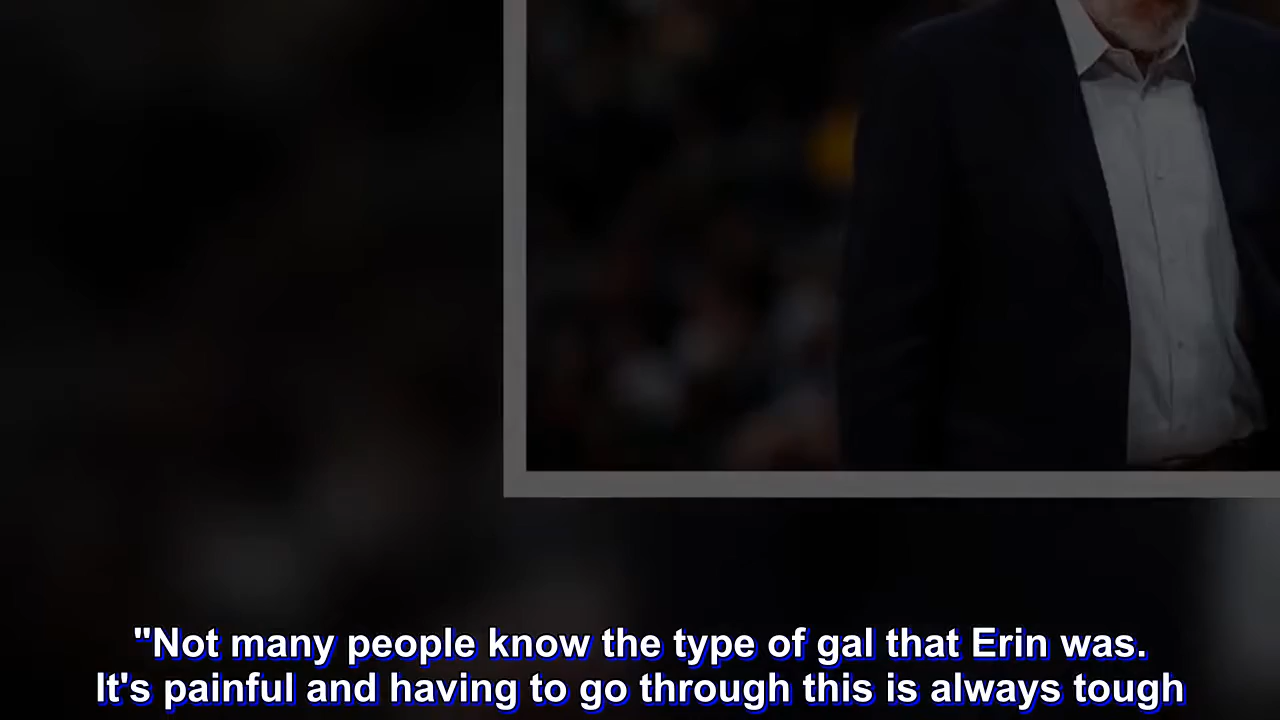 "Not many people know the type of gal that Erin was.
It's painful and having to go through this is always tough